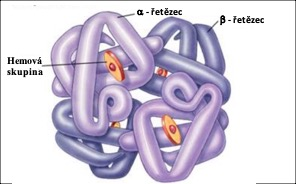 α - řetězec
β - řetězec
Hemová
skupina